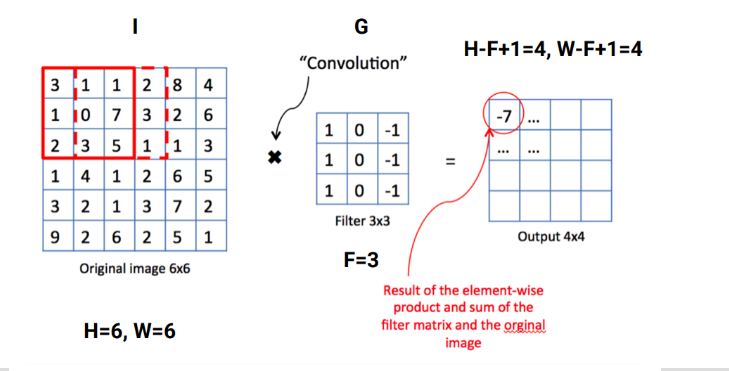 I
G
H-F+1=4, W-F+1=4
“Convolution”
3 1 1 2 8 4
1 0 7 3 2 6
2 3 5 1 1 3
1 4 1 2 6 5
3 2 1 3 7 2
9 2 6 2 5 1
Original image 6x6
H=6, W=6
×
1 0 -1
1 0 -1
1 0 -1
Filter 3x3
F=3
=
-7 ...
... ...
Output 4x4
Result of the element-wise
product and sum of the
filter matrix and the orginal
image